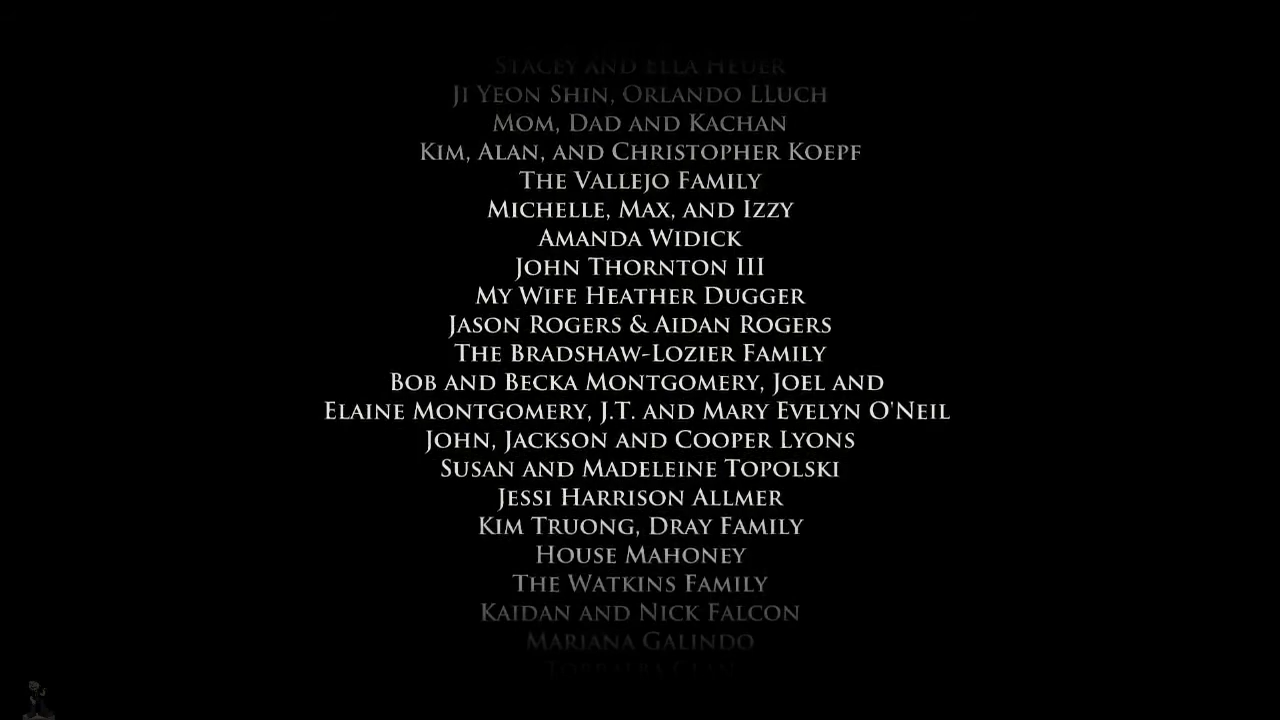 Stacey and Ella Heuer
Ji Yeon Shin, Orlando LLuch
Mom, Dad and Kachan
Kim, Alan, and Christopher Koepf
The Vallejo Family
Michelle, Max, and Izzy
Amanda Widick
John Thornton III
My Wife Heather Dugger
Jason Rogers & Aidan Rogers
The Bradshaw-Lozier Family
Bob and Becka Montgomery, Joel and
Elaine Montgomery, J.T. and Mary Evelyn O'Neil
John, Jackson and Cooper Lyons
Susan and Madeleine Topolski
Jessi Harrison Allmer
Kim Truong, Dray Family
House Mahoney
The Watkins Family
Kaidan and Nick Falcon
Mariana Galindo